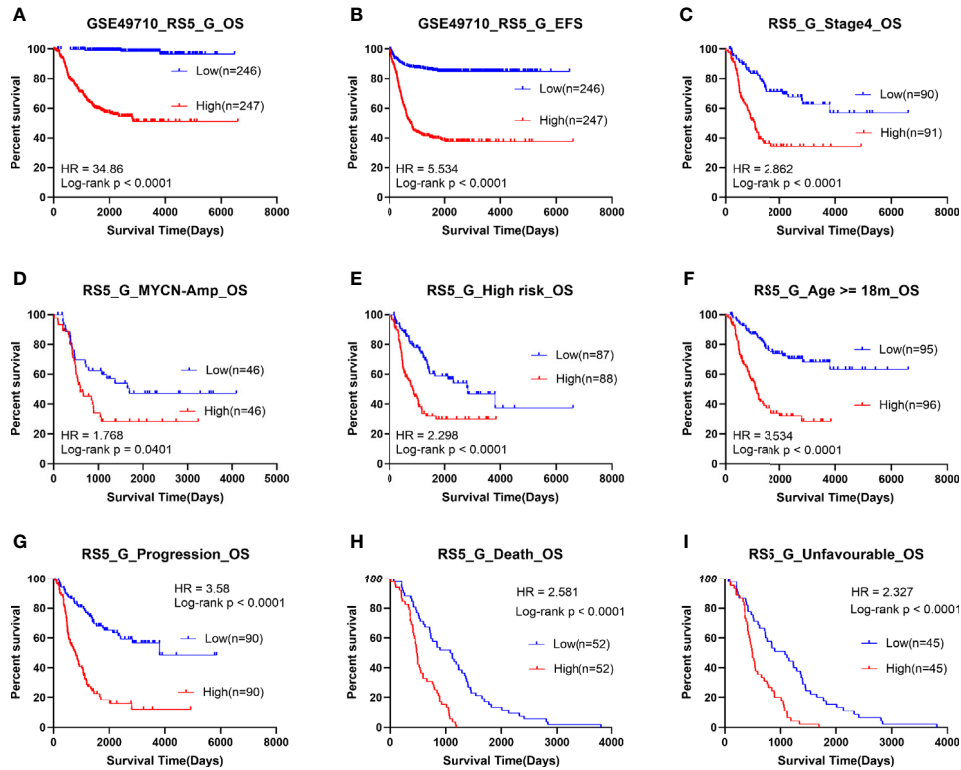 A
GSE49710_RS5_G_OS
Percent survival
100
80
60
40
20
0
Low(n=246)
High(n=247)
HR = 34.86
Log-rank p < 0.0001
0 2000 4000 6000 8000
Survival Time(Days)
B
GSE49710_RS5_G_EFS
Percent survival
100
80
60
40
20
0
Low(n=246)
High(n=247)
HR = 5.534
Log-rank p < 0.0001
0 2000 4000 6000 8000
Survival Time(Days)
C
RS5_G_Stage4_OS
Percent survival
100
80
60
40
20
0
Low(n=90)
High(n=91)
HR = 2.862
Log-rank p < 0.0001
0 2000 4000 6000 8000
Survival Time(Days)
D
RS5_G_MYCN-Amp_OS
Percent survival
100
80
60
40
20
0
Low(n=46)
High(n=46)
HR = 1.768
Log-rank p = 0.0401
0 1000 2000 3000 4000 5000
Survival Time(Days)
E
RS5_G_High risk_OS
Percent survival
100
80
60
40
20
0
Low(n=87)
High(n=88)
HR = 2.298
Log-rank p < 0.0001
0 2000 4000 6000 8000
Survival Time(Days)
F
RS5_G_Age >= 18m_OS
Percent survival
100
80
60
40
20
0
Low(n=95)
High(n=96)
HR = 3.534
Log-rank p < 0.0001
0 2000 4000 6000 8000
Survival Time(Days)
G
RS5_G_Progression_OS
Percent survival
100
80
60
40
20
0
HR = 3.58
Log-rank p < 0.0001
Low(n=90)
High(n=90)
0 2000 4000 6000 8000
Survival Time(Days)
H
RS5_G_Death_OS
Percent survival
100
80
60
40
20
0
HR = 2.581
Log-rank p < 0.0001
Low(n=52)
High(n=52)
0 1000 2000 3000 4000
Survival Time(Days)
I
RS5_G_Unfavourable_OS
Percent survival
100
80
60
40
20
0
HR = 2.327
Log-rank p < 0.0001
Low(n=45)
High(n=45)
0 1000 2000 3000 4000
Survival Time(Days)